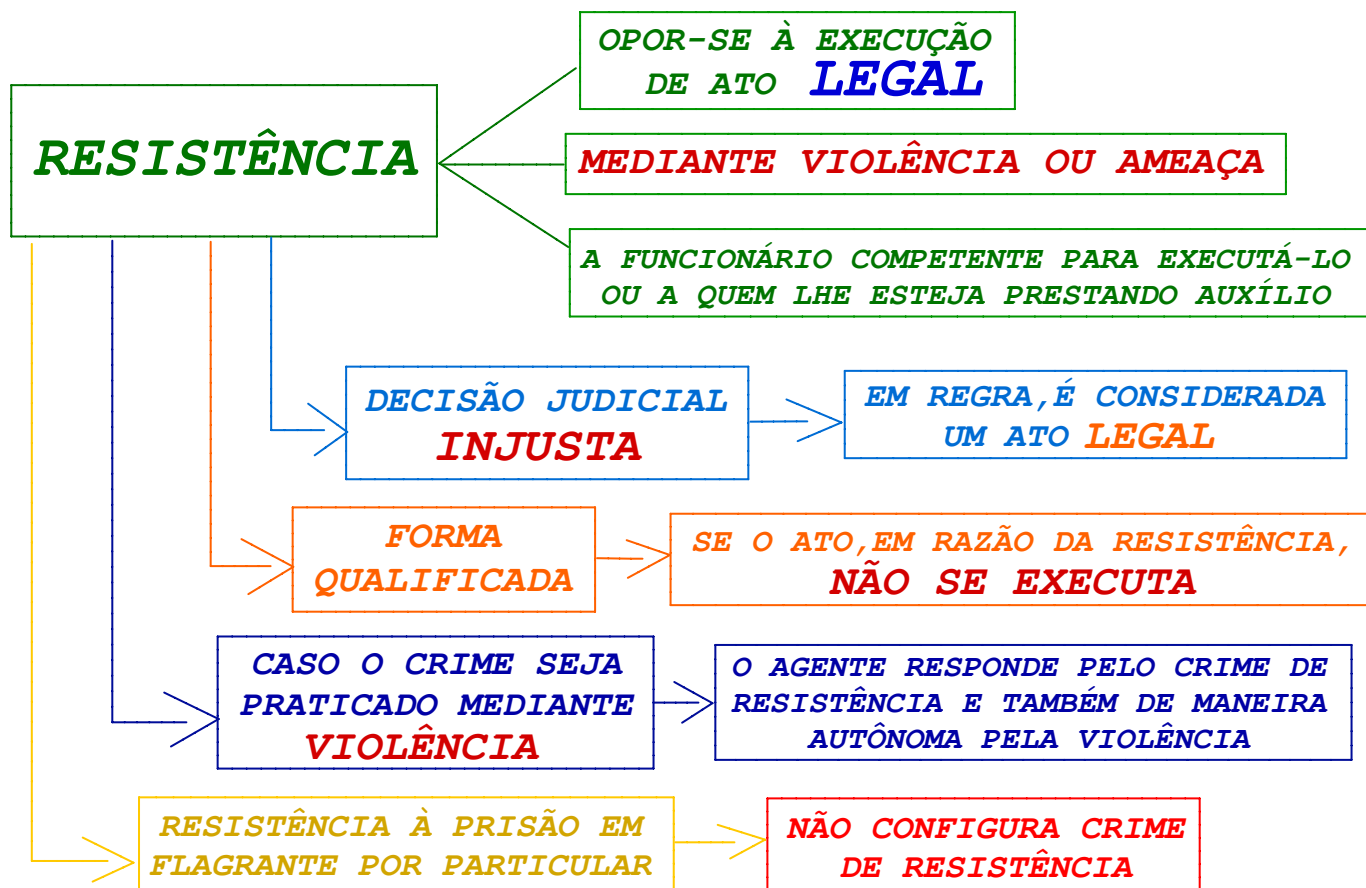 RESISTÊNCIA
OPOR-SE À EXECUÇÃO
DE ATO LEGAL
MEDIANTE VIOLÊNCIA OU AMEAÇA
A FUNCIONÁRIO COMPETENTE PARA EXECUTÁ-LO
OU A QUEM LHE ESTEJA PRESTANDO AUXÍLIO
DECISÃO JUDICIAL
INJUSTA
EM REGRA,É CONSIDERADA
UM ATO LEGAL
FORMA
QUALIFICADA
SE O ATO,EM RAZÃO DA RESISTÊNCIA,
NÃO SE EXECUTA
CASO O CRIME SEJA
PRATICADO MEDIANTE
VIOLÊNCIA
O AGENTE RESPONDE PELO CRIME DE
RESISTÊNCIA E TAMBÉM DE MANEIRA
AUTÔNOMA PELA VIOLÊNCIA
RESISTÊNCIA À PRISÃO EM
FLAGRANTE POR PARTICULAR
NÃO CONFIGURA CRIME
DE RESISTÊNCIA